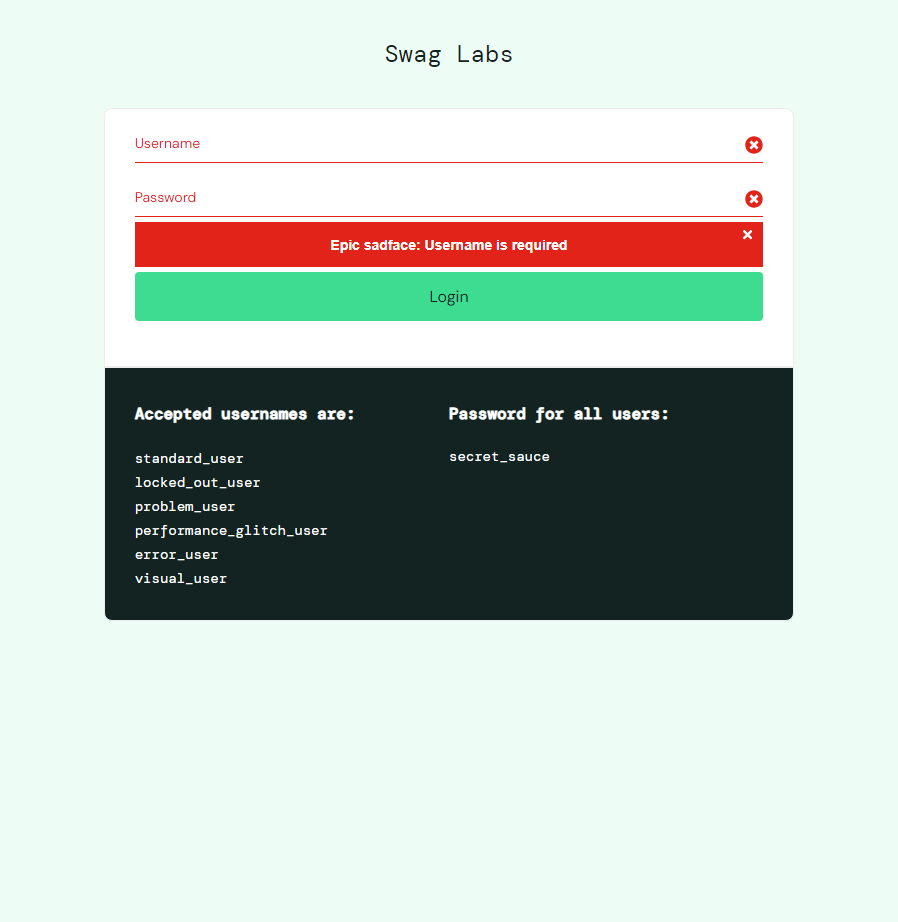 Swag Labs
Username
Password
Epic sadface: Username is required
Login
Accepted usernames are:
standard_user
locked_out_user
problem_user
performance_glitch_user
error_user
visual_user
Password for all users:
secret_sauce